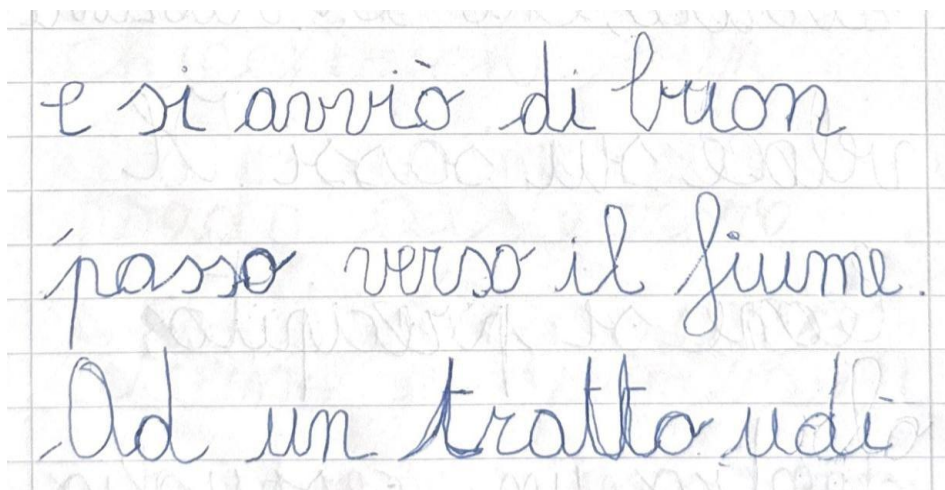 e si avviò di buon
passo verso il fiume.
Ad un tratto udì